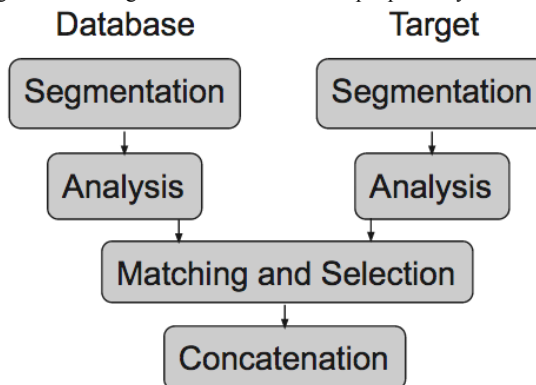 Database Target
Segmentation Segmentation
Analysis Analysis
Matching and Selection
Concatenation